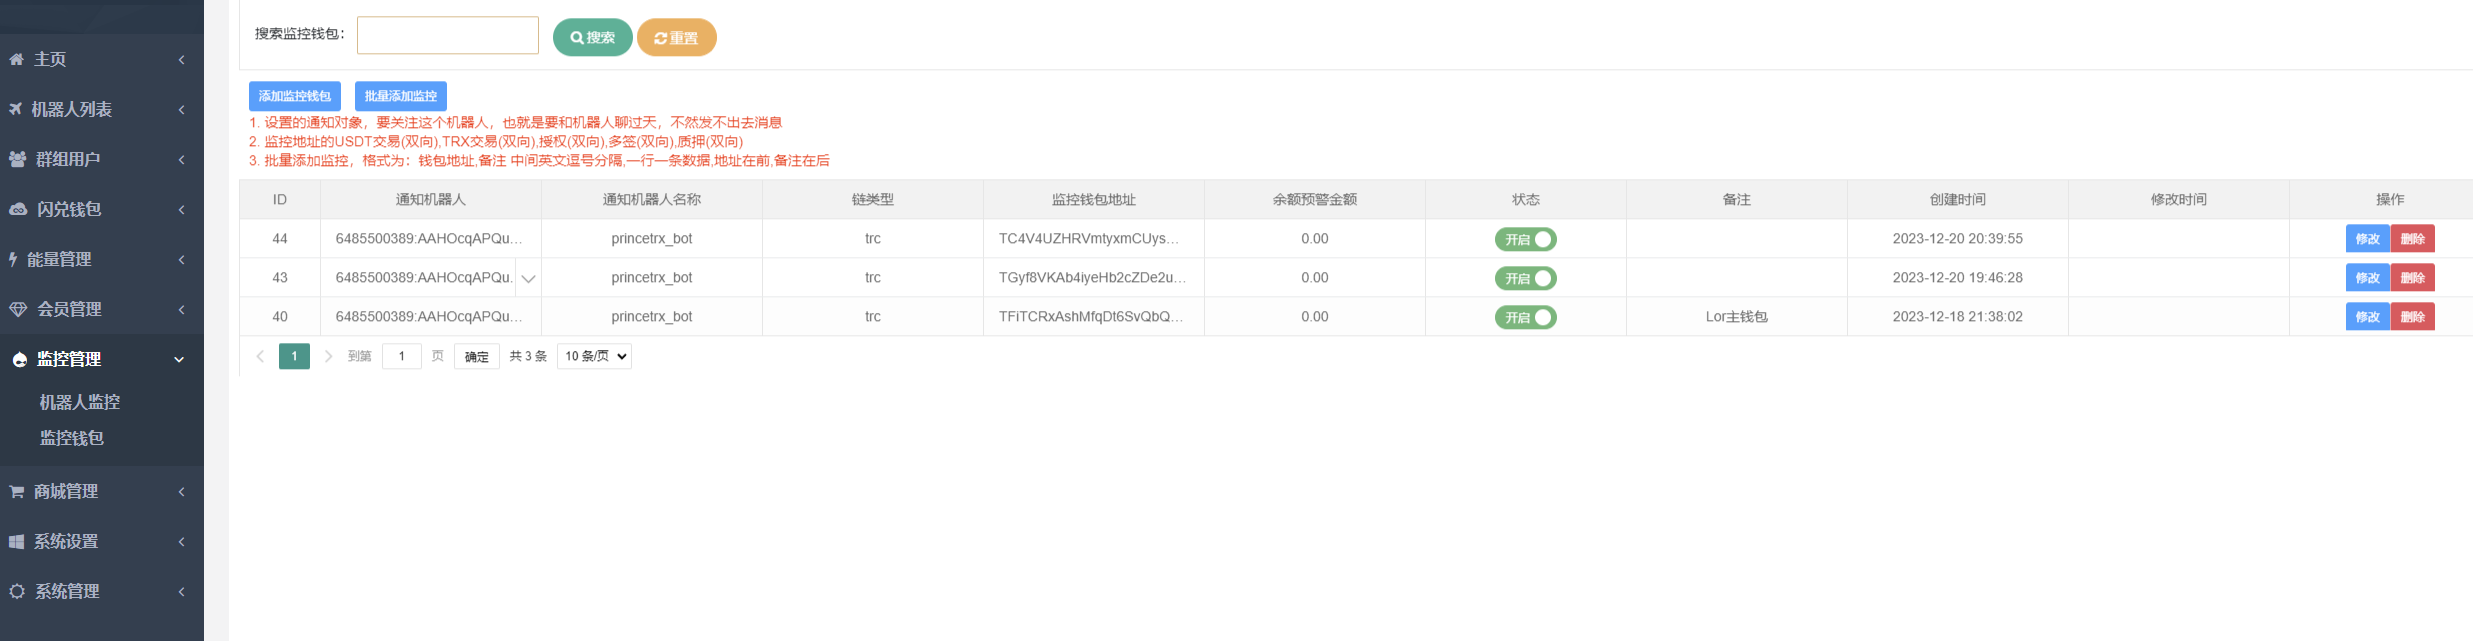 主页
机器人列表
群组用户
闪兑钱包
能量管理
会员管理
监控管理
机器人监控
监控钱包
商城管理
系统设置
系统管理
搜索监控钱包： 搜索 重置
添加监控钱包 批量添加监控
1. 设置的通知对象，要关注这个机器人，也就是要和机器人聊过天，不然发不出去消息
2. 监控地址的USDT交易(双向),TRX交易(双向),授权(双向),多签(双向),质押(双向)
3. 批量添加监控，格式为：钱包地址,备注 中间英文逗号分隔,一行一条数据,地址在前,备注在后
ID 通知机器人 通知机器人名称 链类型 监控钱包地址 余额预警金额 状态 备注 创建时间 修改时间 操作
44 6485500389:AAHOcqAPQu... princetrx_bot trc TC4V4UZHRVmtyxmCUys... 0.00 开启 2023-12-20 20:39:55 修改 删除
43 6485500389:AAHOcqAPQu. princetrx_bot trc TGyf8VKAb4iyeHb2cZDe2u... 0.00 开启 2023-12-20 19:46:28 修改 删除
40 6485500389:AAHOcqAPQu... princetrx_bot trc TFiTCRxAshMfqDt6SvQbQ... 0.00 开启 Lor主钱包 2023-12-18 21:38:02 修改 删除
1 到第 1 页 确定 共 3 条 10 条/页